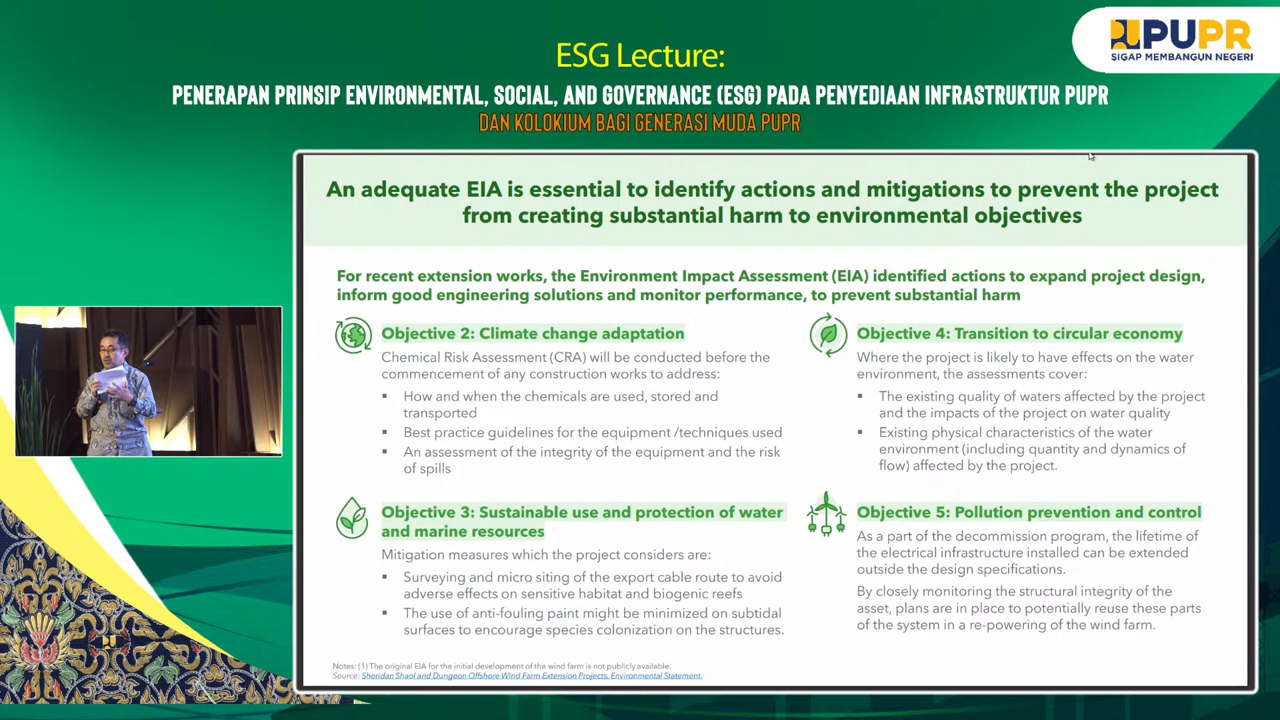 ESG Lecture:
PENERAPAN PRINSIP ENVIRONMENTAL, SOCIAL, AND GOVERNANCE (ESG) PADA PENYEDIAAN INFRASTRUKTUR PUPR
DAN KOLOKIUM BAGI GENERASI MUDA PUPR
PUPR
SIGAP MEMBANGUN NEGERI
An adequate EIA is essential to identify actions and mitigations to prevent the project
from creating substantial harm to environmental objectives
For recent extension works, the Environment Impact Assessment (EIA) identified actions to expand project design,
inform good engineering solutions and monitor performance, to prevent substantial harm
Objective 2: Climate change adaptation
Chemical Risk Assessment (CRA) will be conducted before the
commencement of any construction works to address:
▪ How and when the chemicals are used, stored and
transported
▪ Best practice guidelines for the equipment /techniques used
▪ An assessment of the integrity of the equipment and the risk
of spills
Objective 3: Sustainable use and protection of water
and marine resources
Mitigation measures which the project considers are:
▪ Surveying and micro siting of the export cable route to avoid
adverse effects on sensitive habitat and biogenic reefs
▪ The use of anti-fouling paint might be minimized on subtidal
surfaces to encourage species colonization on the structures.
Objective 4: Transition to circular economy
Where the project is likely to have effects on the water
environment, the assessments cover:
▪ The existing quality of waters affected by the project
and the impacts of the project on water quality
▪ Existing physical characteristics of the water
environment (including quantity and dynamics of
flow) affected by the project.
Objective 5: Pollution prevention and control
As a part of the decommission program, the lifetime of
the electrical infrastructure installed can be extended
outside the design specifications.
By closely monitoring the structural integrity of the
asset, plans are in place to potentially reuse these parts
of the system in a re-powering of the wind farm.
Notes: (1) The original EIA for the initial development of the wind farm is not publicly available.
Source: Sheridan Shaol and Dungeon Offshore Wind Farm Extension Projects, Environmental Statement.